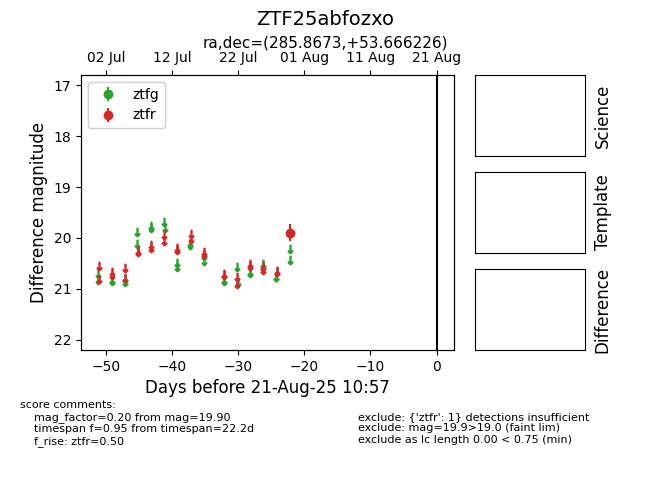 ZTF25abfozxo
ra,dec=(285.8673,+53.666226)
02 Jul 12 Jul 22 Jul 01 Aug 11 Aug 21 Aug
ztfg
ztfr
17
18
19
20
21
22
Difference magnitude
−50 −40 −30 −20 −10 0
Days before 21-Aug-25 10:57
Science
Template
Difference
score comments:
mag_factor=0.20 from mag=19.90
timespan f=0.95 from timespan=22.2d
f_rise: ztfr=0.50
exclude: {'ztfr': 1} detections insufficient
exclude: mag=19.9>19.0 (faint lim)
exclude as lc length 0.00 < 0.75 (min)